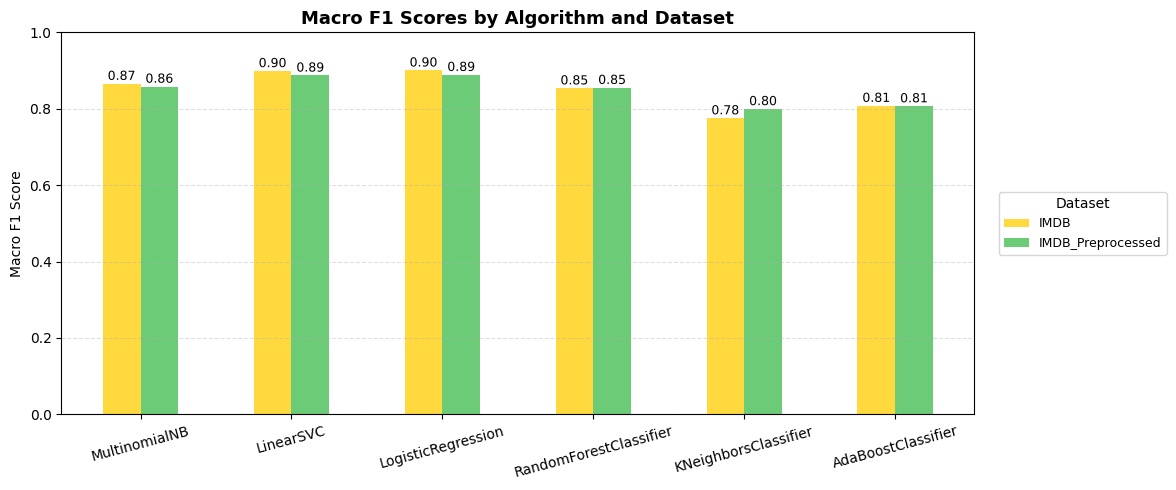 Macro F1 Scores by Algorithm and Dataset
Macro F1 Score
1.0
0.8
0.6
0.4
0.2
0.0
0.87 0.86 0.90 0.89 0.90 0.89 0.85 0.85 0.78 0.80 0.81 0.81
MultinomialNB LinearSVC LogisticRegression RandomForestClassifier KNeighborsClassifier AdaBoostClassifier
Dataset
IMDB
IMDB_Preprocessed